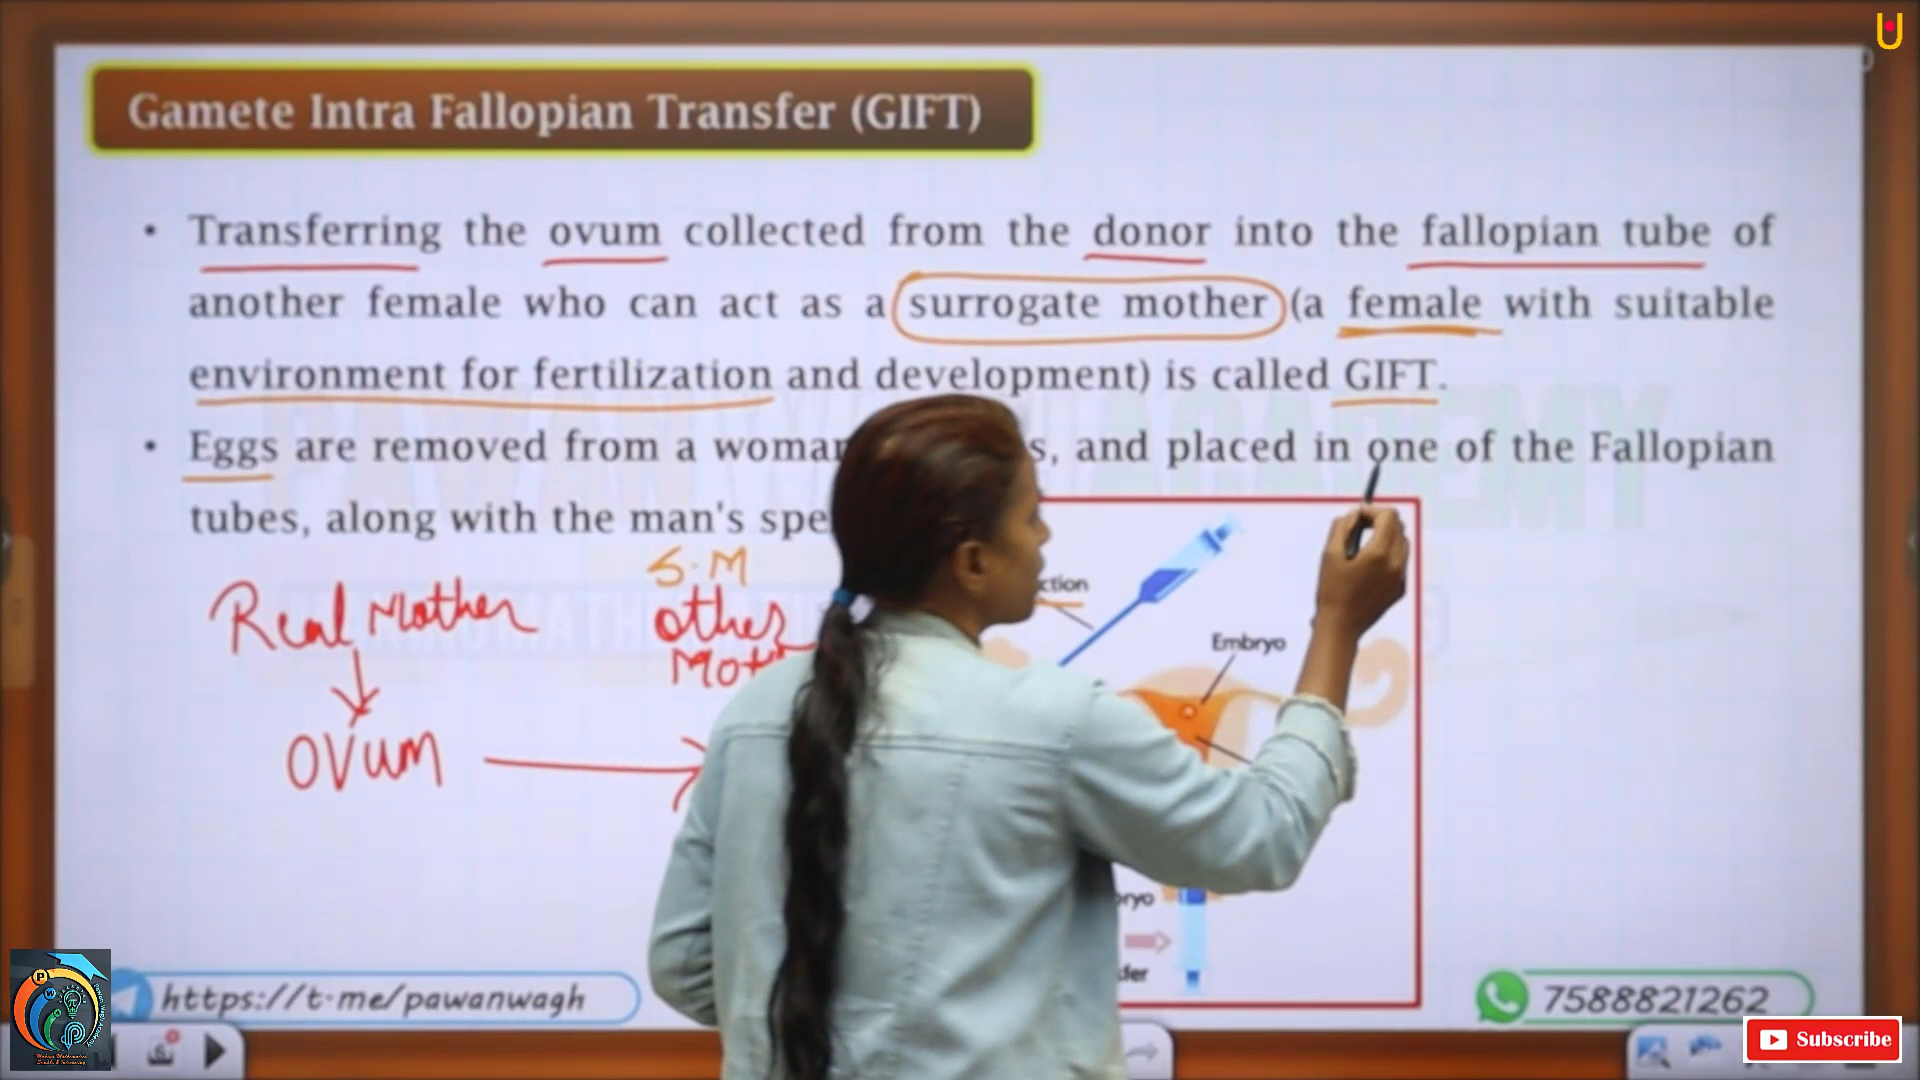 Gamete Intra Fallopian Transfer (GIFT)
• Transferring the ovum collected from the donor into the fallopian tube of
another female who can act as a surrogate mother (a female with suitable
environment for fertilization and development) is called GIFT.
• Eggs are removed from a woman , and placed in one of the Fallopian
tubes, along with the man's
S.M
Real Mother
other
OVUM
Embryo
https://t.me/pawanwagh
7588821262
Subscribe